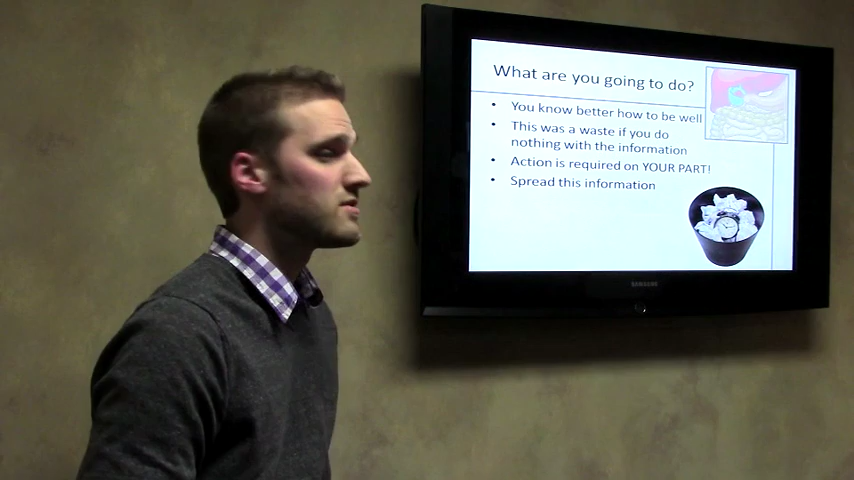 What are you going to do?
• You know better how to be well
• This was a waste if you do
nothing with the information
• Action is required on YOUR PART!
• Spread this information
SAMSUNG